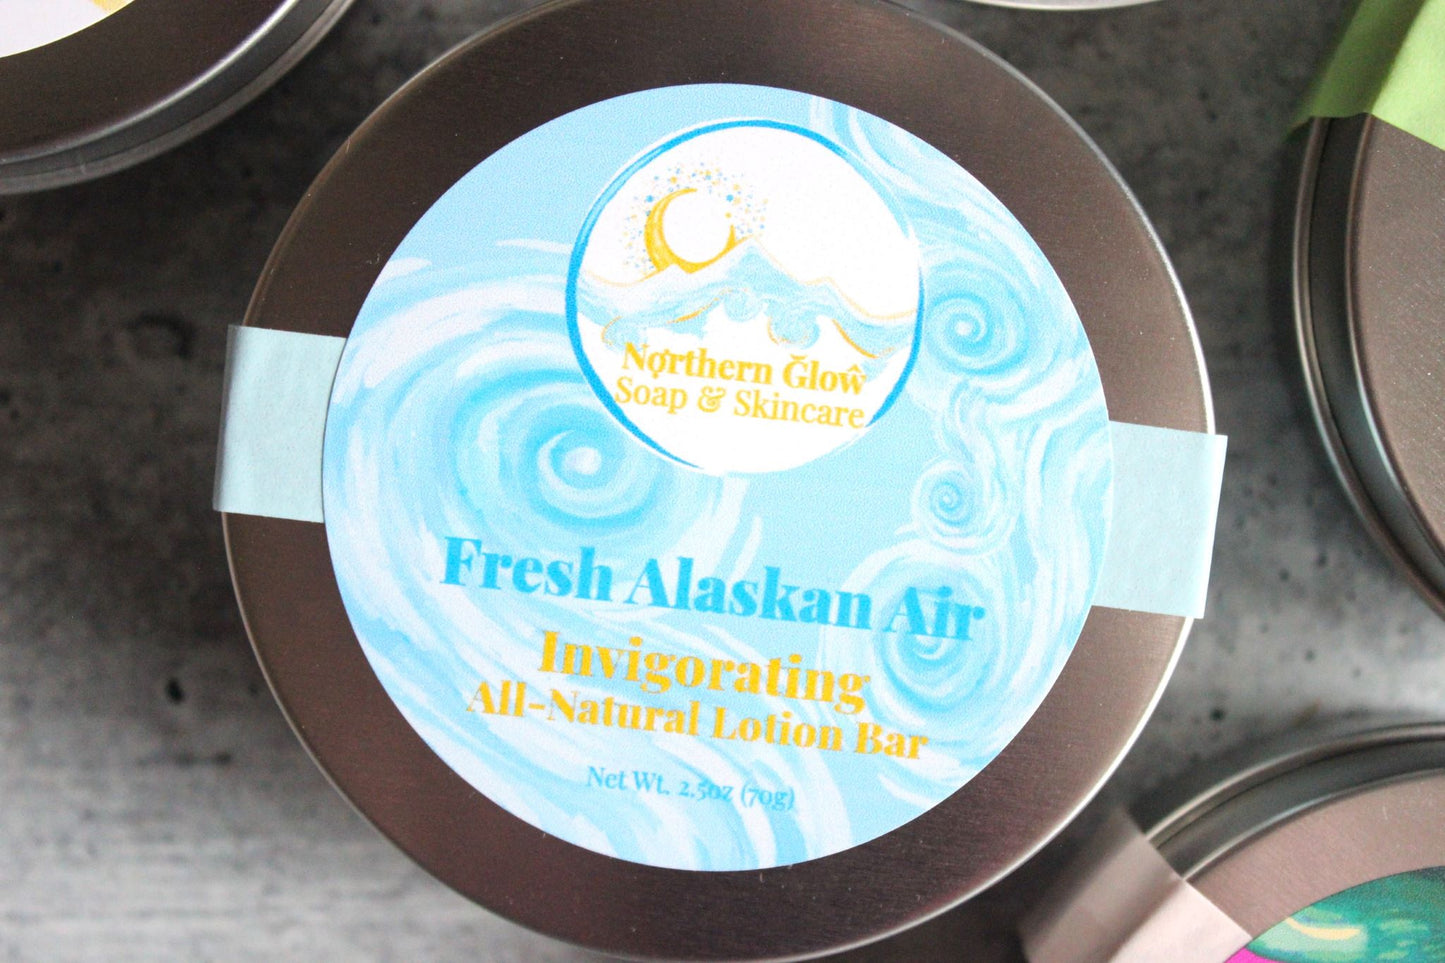 Northern Glow
Soap & Skincare
Fresh Alaskan Air
Invigorating
All-Natural Lotion Bar
Net Wt. 2.5oz (70g)